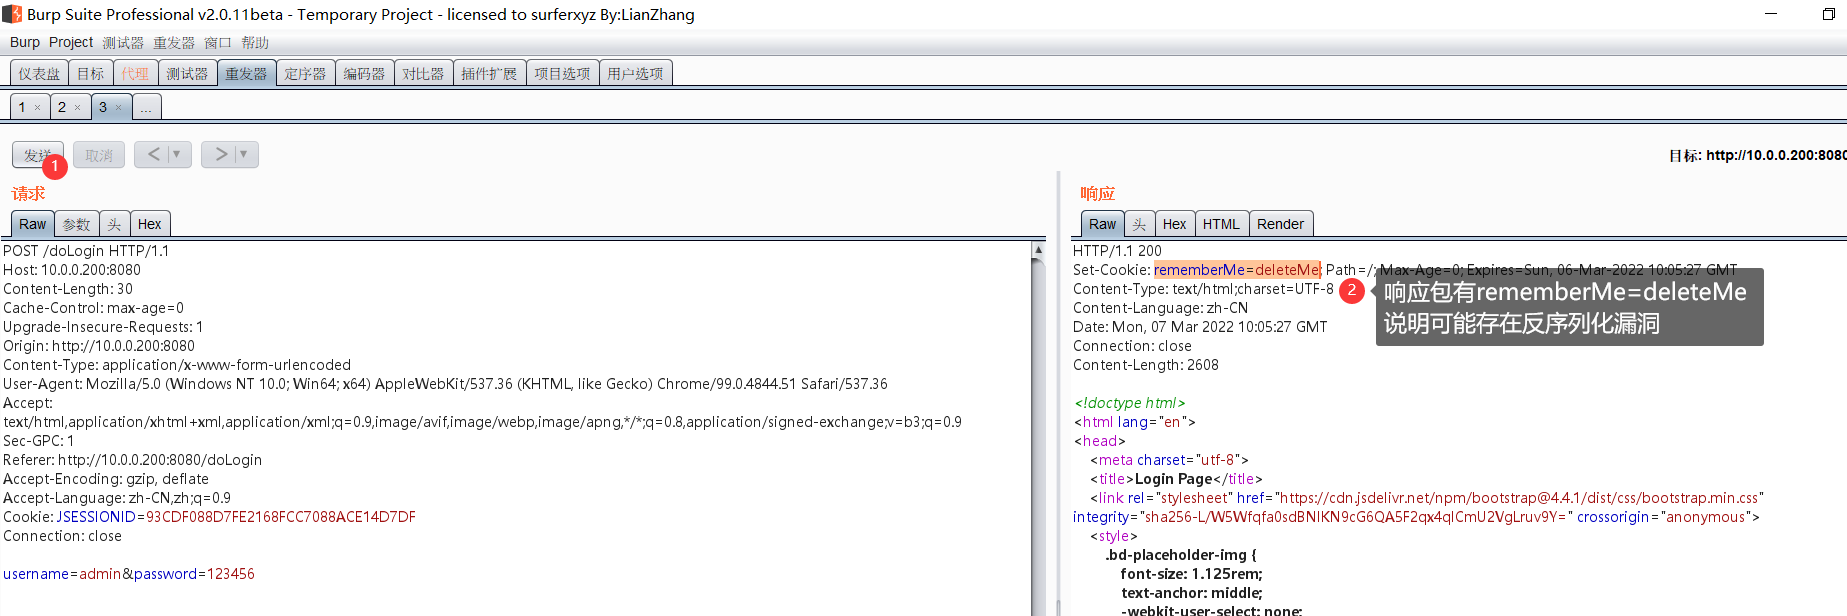 Burp Suite Professional v2.0.11beta - Temporary Project - licensed to surferxyz By:LianZhang
Burp Project 测试器 重发器 窗口 帮助
仪表盘 目标 代理 测试器 重发器 定序器 编码器 对比器 插件扩展 项目选项 用户选项
1 × 2 × 3 × ...
发送 取消 < ▼ > ▼
1
目标: http://10.0.0.200:8080
请求
Raw 参数 头 Hex
POST /doLogin HTTP/1.1
Host: 10.0.0.200:8080
Content-Length: 30
Cache-Control: max-age=0
Upgrade-Insecure-Requests: 1
Origin: http://10.0.0.200:8080
Content-Type: application/x-www-form-urlencoded
User-Agent: Mozilla/5.0 (Windows NT 10.0; Win64; x64) AppleWebKit/537.36 (KHTML, like Gecko) Chrome/99.0.4844.51 Safari/537.36
Accept:
text/html,application/xhtml+xml,application/xml;q=0.9,image/avif,image/webp,image/apng,*/*;q=0.8,application/signed-exchange;v=b3;q=0.9
Sec-GPC: 1
Referer: http://10.0.0.200:8080/doLogin
Accept-Encoding: gzip, deflate
Accept-Language: zh-CN,zh;q=0.9
Cookie: JSESSIONID=93CDF088D7FE2168FCC7088ACE14D7DF
Connection: close
username=admin&password=123456
响应
Raw 头 Hex HTML Render
HTTP/1.1 200
Set-Cookie: rememberMe=deleteMe; Path=/; Max-Age=0; Expires=Sun, 06-Mar-2022 10:05:27 GMT
Content-Type: text/html;charset=UTF-8
Content-Language: zh-CN
Date: Mon, 07 Mar 2022 10:05:27 GMT
Connection: close
Content-Length: 2608
2
响应包有rememberMe=deleteMe
说明可能存在反序列化漏洞
<!doctype html>
<html lang="en">
<head>
<meta charset="utf-8">
<title>Login Page</title>
<link rel="stylesheet" href="https://cdn.jsdelivr.net/npm/bootstrap@4.4.1/dist/css/bootstrap.min.css"
integrity="sha256-L/W5Wfqfa0sdBNIKN9cG6QA5F2qx4qICmU2VgLruv9Y=" crossorigin="anonymous">
<style>
.bd-placeholder-img {
font-size: 1.125rem;
text-anchor: middle;
-webkit-user-select: none;